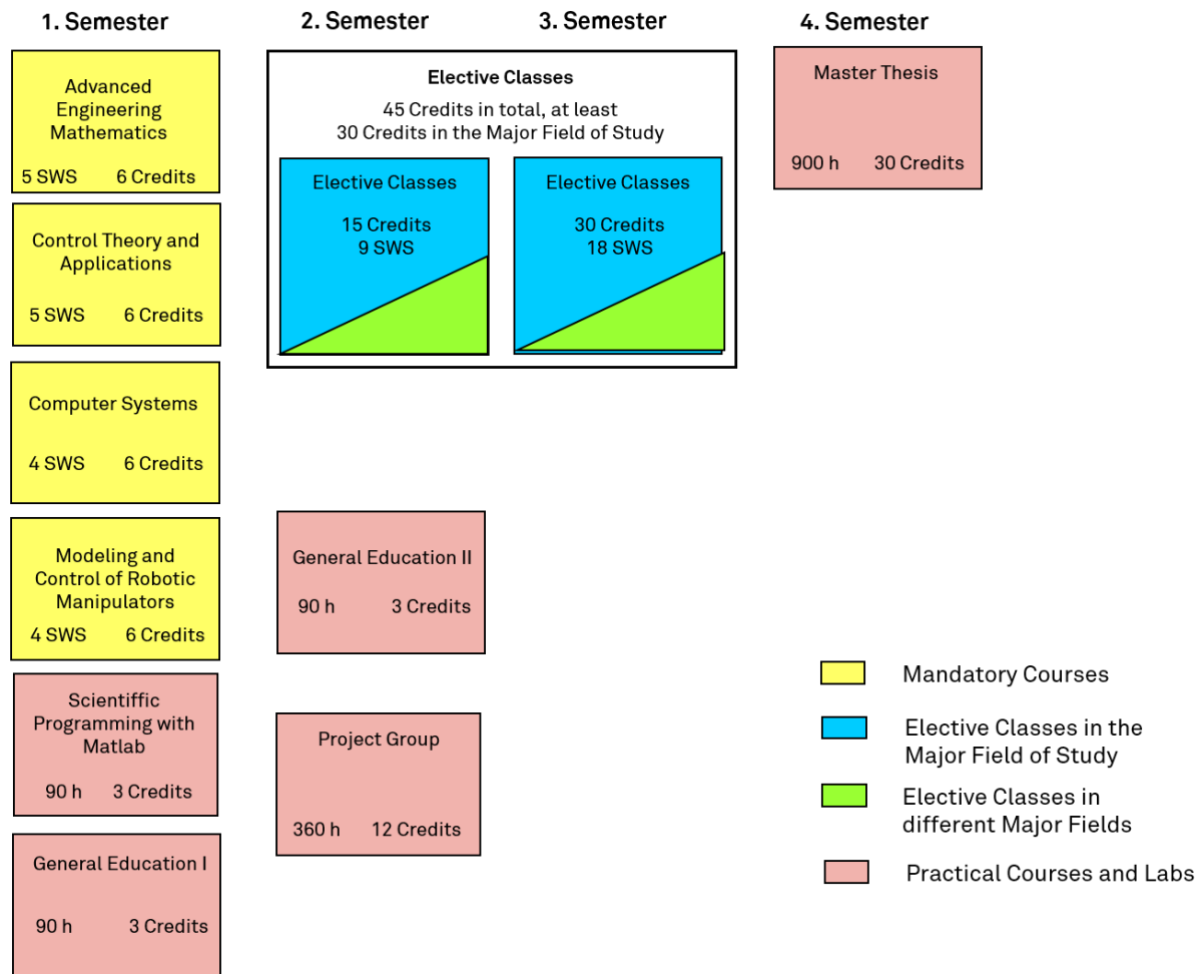 1. Semester
2. Semester
3. Semester
4. Semester
Advanced
Engineering
Mathematics
5 SWS 6 Credits
Control Theory and
Applications
5 SWS 6 Credits
Computer Systems
4 SWS 6 Credits
Modeling and
Control of Robotic
Manipulators
4 SWS 6 Credits
Scientiffic
Programming with
Matlab
90 h 3 Credits
General Education I
90 h 3 Credits
Elective Classes
45 Credits in total, at least
30 Credits in the Major Field of Study
Elective Classes
15 Credits
9 SWS
Elective Classes
30 Credits
18 SWS
General Education II
90 h 3 Credits
Project Group
360 h 12 Credits
Master Thesis
900 h 30 Credits
Mandatory Courses
Elective Classes in the
Major Field of Study
Elective Classes in
different Major Fields
Practical Courses and Labs